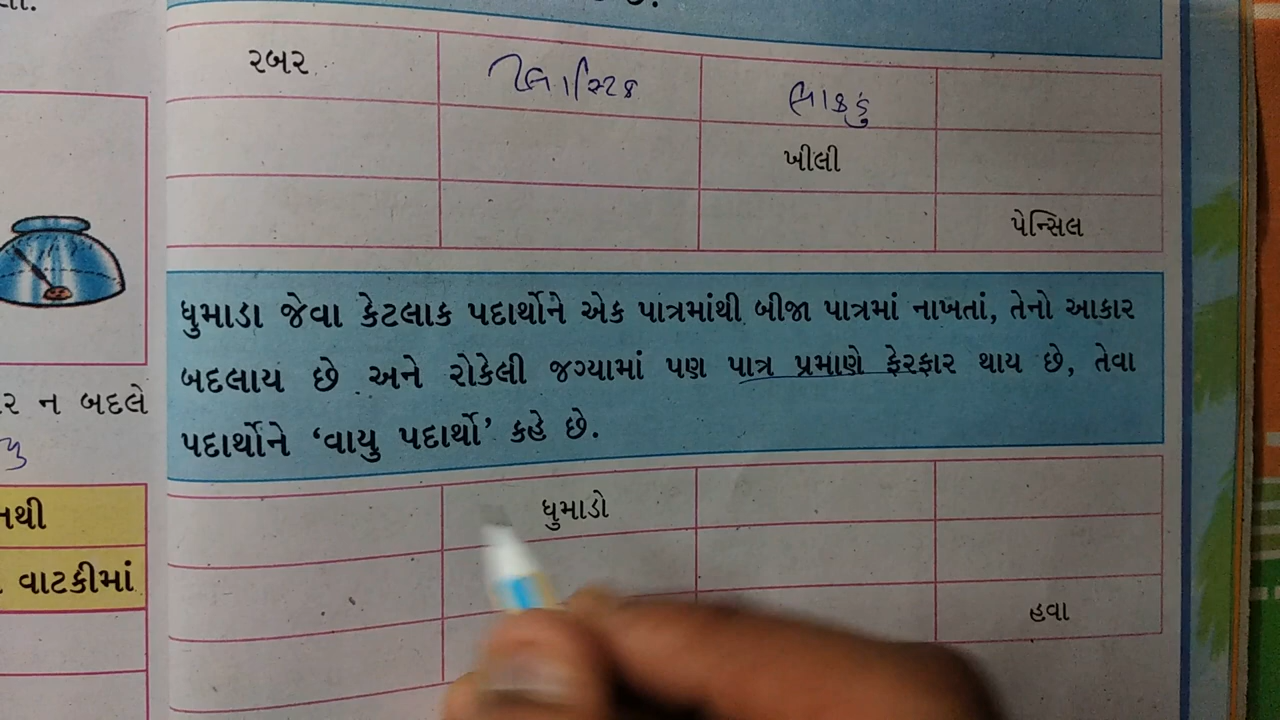 રબર પ્લાસ્ટિક લાકડું
ખીલી
પેન્સિલ
ધુમાડા જેવા કેટલાક પદાર્થોને એક પાત્રમાંથી બીજા પાત્રમાં નાખતાં, તેનો આકાર
બદલાય છે અને રોકેલી જગ્યામાં પણ પાત્ર પ્રમાણે ફેરફાર થાય છે, તેવા
પદાર્થોને ‘વાયુ પદાર્થો’ કહે છે.
ન બદલે
વાટકીમાં
ધુમાડો
હવા